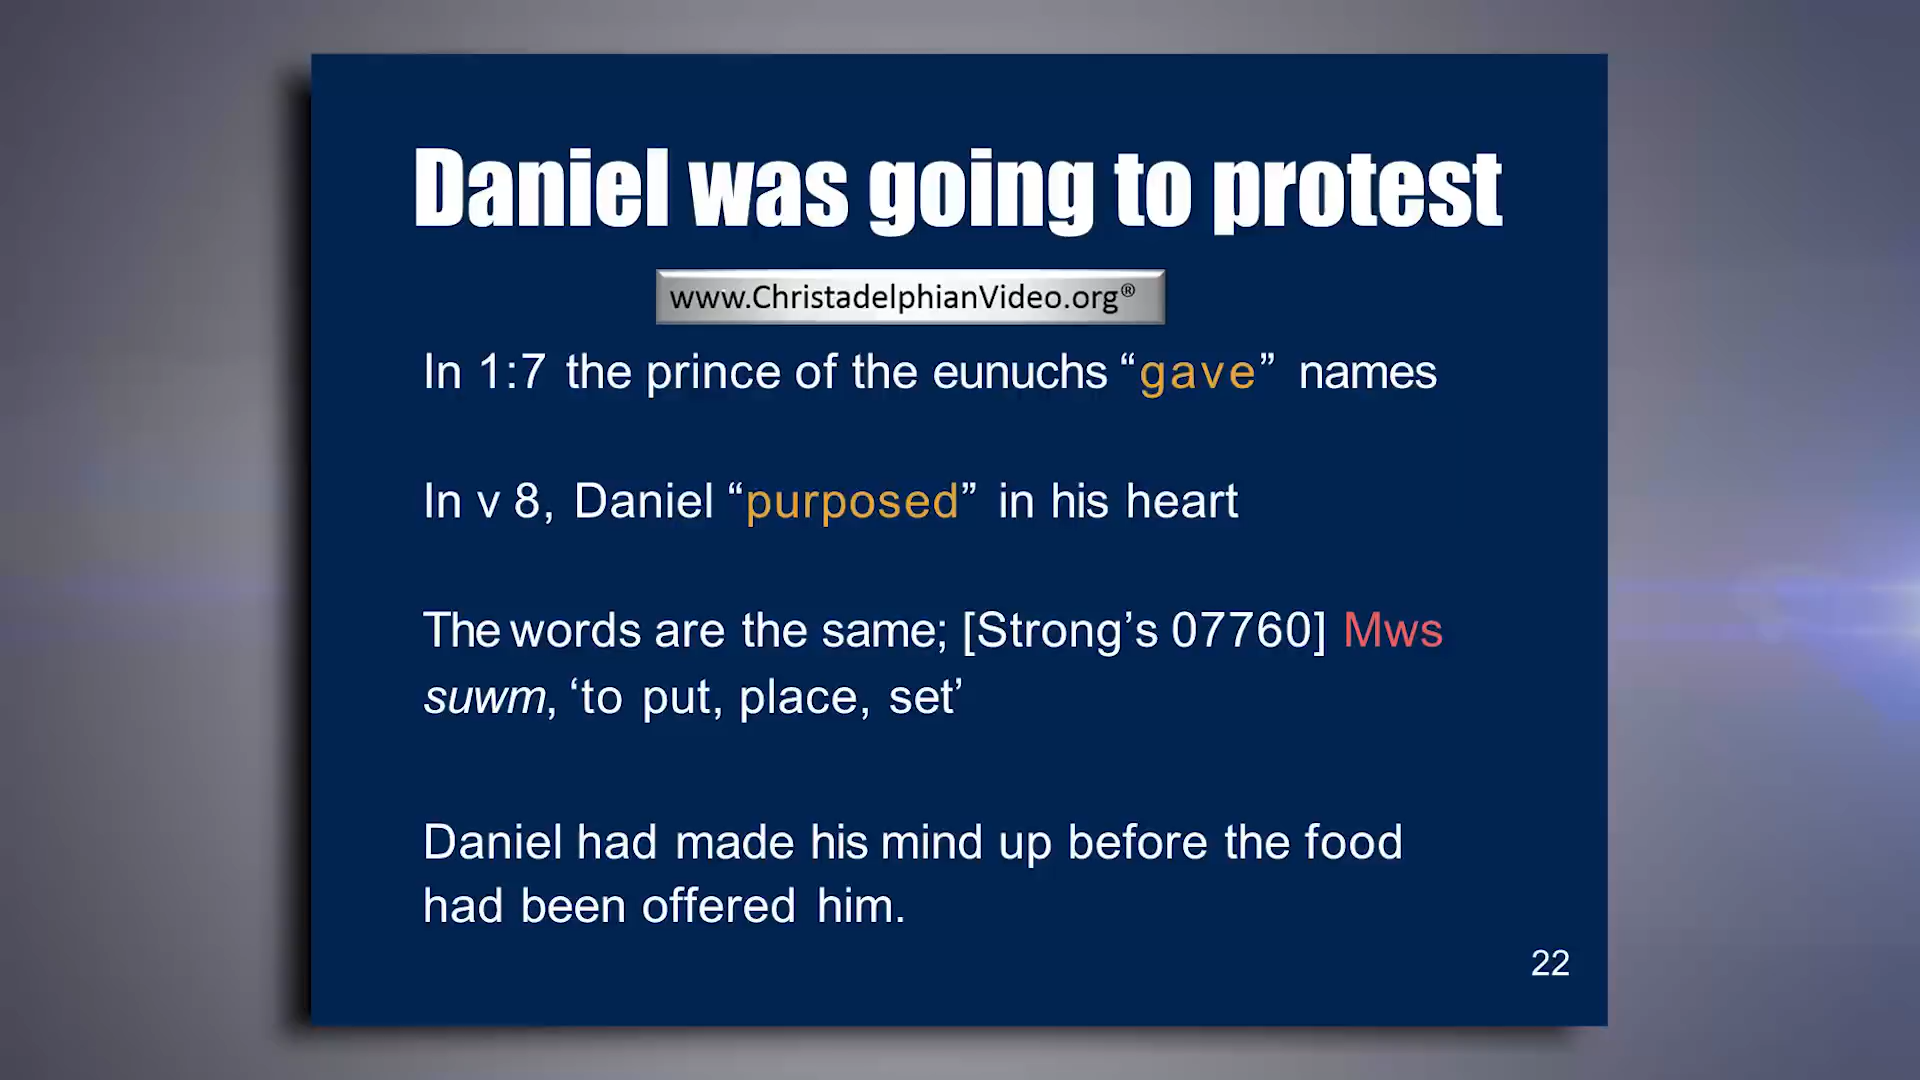 Daniel was going to protest
www.ChristadelphianVideo.org®
In 1:7 the prince of the eunuchs “gave” names
In v 8, Daniel “purposed” in his heart
The words are the same; [Strong’s 07760] Mws
suwm, ‘to put, place, set’
Daniel had made his mind up before the food
had been offered him.
22